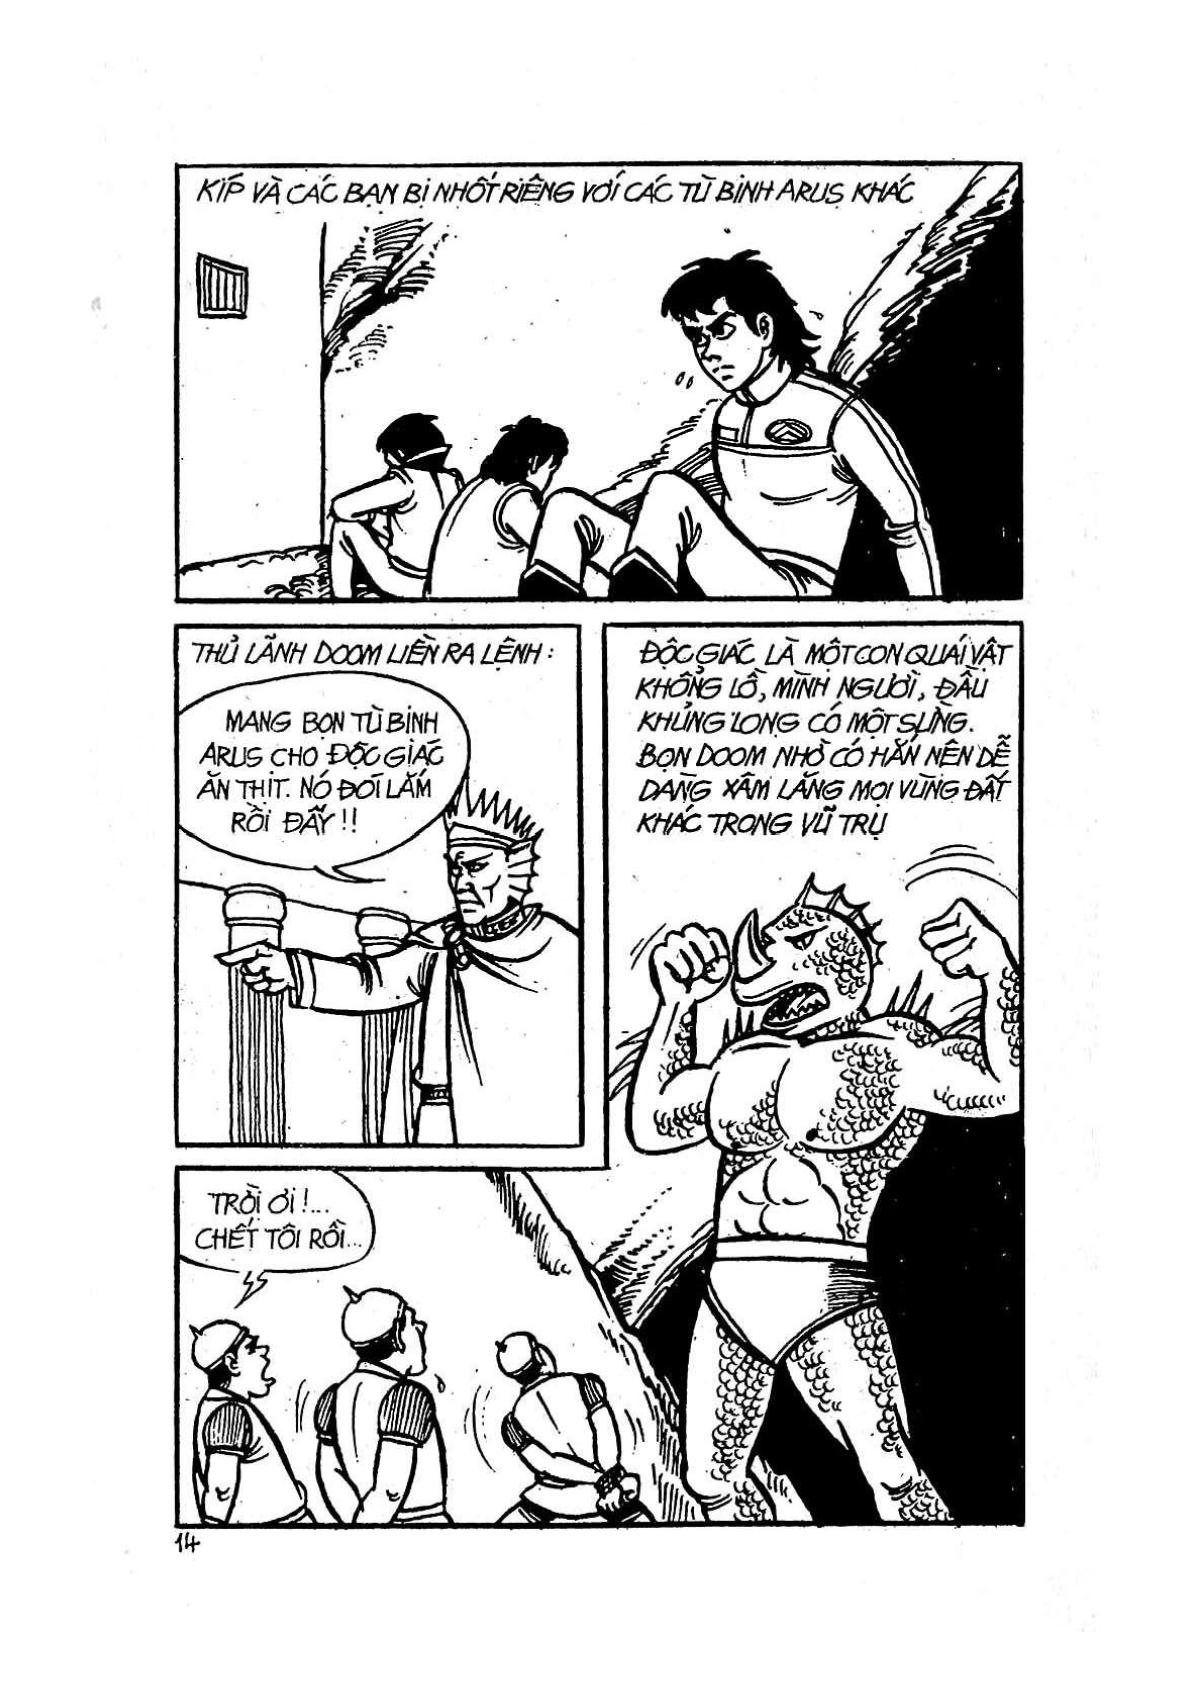 KÍP VÀ CÁC BẠN BỊ NHỐT RIÊNG VỚI CÁC TÙ BINH ARUS KHÁC
THỦ LÃNH DOOM LIỀN RA LỆNH :
MANG BỌN TÙ BINH
ARUS CHO ĐỘC GIÁC
ĂN THỊT. NÓ ĐÓI LẮM
RỒI ĐẤY !!
ĐỘC GIÁC LÀ MỘT CON QUÁI VẬT
KHỔNG LỒ, MÌNH NGƯỜI, ĐẦU
KHỦNG LONG CÓ MỘT SỪNG.
BỌN DOOM NHỜ CÓ HẮN NÊN DỄ
DÀNG XÂM LĂNG MỌI VÙNG ĐẤT
KHÁC TRONG VŨ TRỤ
TRỜI ƠI !...
CHẾT TÔI RỒI...
14